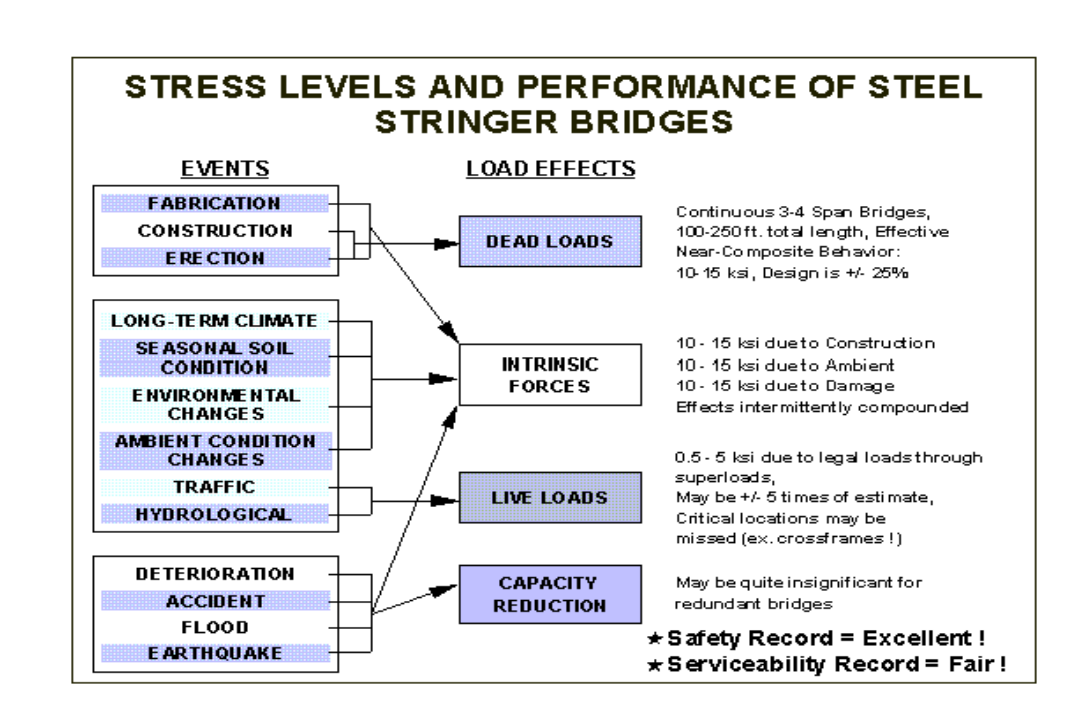 STRESS LEVELS AND PERFORMANCE OF STEEL
STRINGER BRIDGES
EVENTS
FABRICATION
CONSTRUCTION
ERECTION
LONG-TERM CLIMATE
SEASONAL SOIL
CONDITION
ENVIRONMENTAL
CHANGES
AMBIENT CONDITION
CHANGES
TRAFFIC
HYDROLOGICAL
DETERIORATION
ACCIDENT
FLOOD
EARTHQUAKE
LOAD EFFECTS
DEAD LOADS
INTRINSIC
FORCES
LIVE LOADS
CAPACITY
REDUCTION
Continuous 3-4 Span Bridges,
100-250 ft. total length, Effective
Near-Composite Behavior:
10-15 ksi, Design is +/- 25%
10 - 15 ksi due to Construction
10 - 15 ksi due to Ambient
10 - 15 ksi due to Damage
Effects intermittently compounded
0.5 - 5 ksi due to legal loads through
superloads,
May be +/- 5 times of estimate,
Critical locations may be
missed (ex. crossframes !)
May be quite insignificant for
redundant bridges
★ Safety Record = Excellent !
★ Serviceability Record = Fair !